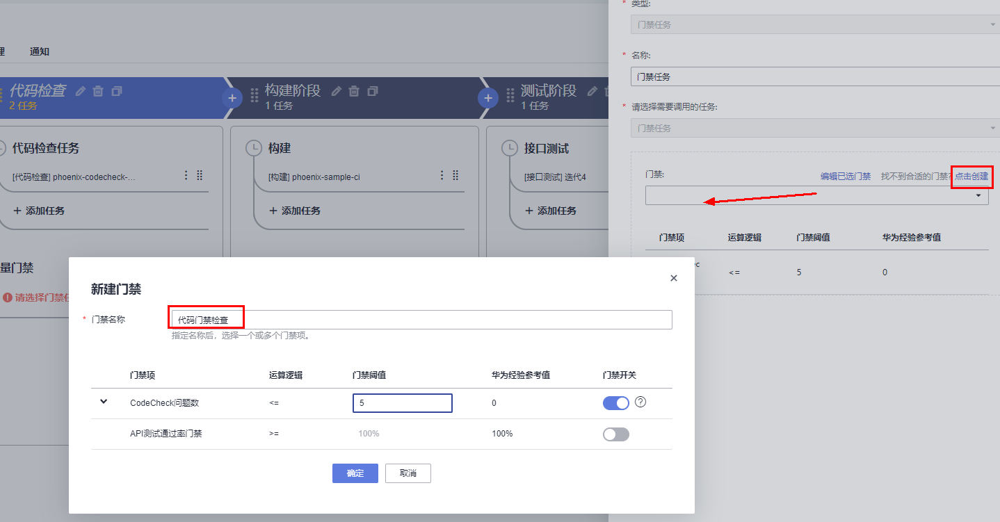 理
通知
代码检查
2 任务
构建阶段
1 任务
测试阶段
1 任务
代码检查任务
[代码检查] phoenix-codecheck-...
+ 添加任务
构建
[构建] phoenix-sample-ci
+ 添加任务
接口测试
[接口测试] 迭代4
+ 添加任务
量门禁
请选择门禁任
* 类型:
门禁任务
* 名称:
门禁任务
* 请选择需要调用的任务:
门禁任务
门禁:
编辑已选门禁 找不到合适的门禁? 点击创建
门禁项 运算逻辑 门禁阈值 华为经验参考值
<= 5 0
新建门禁
* 门禁名称 代码门禁检查
指定名称后，选择一个或多个门禁项。
门禁项 运算逻辑 门禁阈值 华为经验参考值 门禁开关
CodeCheck问题数 <= 5 0
API测试通过率门禁 >= 100% 100%
确定 取消